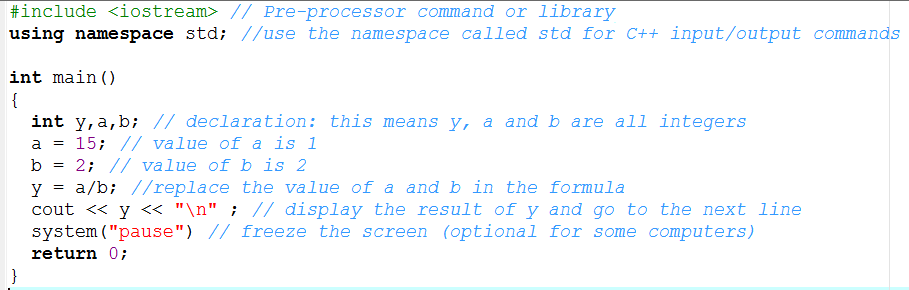 #include <iostream> // Pre-processor command or library
using namespace std; //use the namespace called std for C++ input/output commands
int main()
{
int y,a,b; // declaration: this means y, a and b are all integers
a = 15; // value of a is 1
b = 2; // value of b is 2
y = a/b; //replace the value of a and b in the formula
cout << y << "\n" ; // display the result of y and go to the next line
system("pause") // freeze the screen (optional for some computers)
return 0;
}